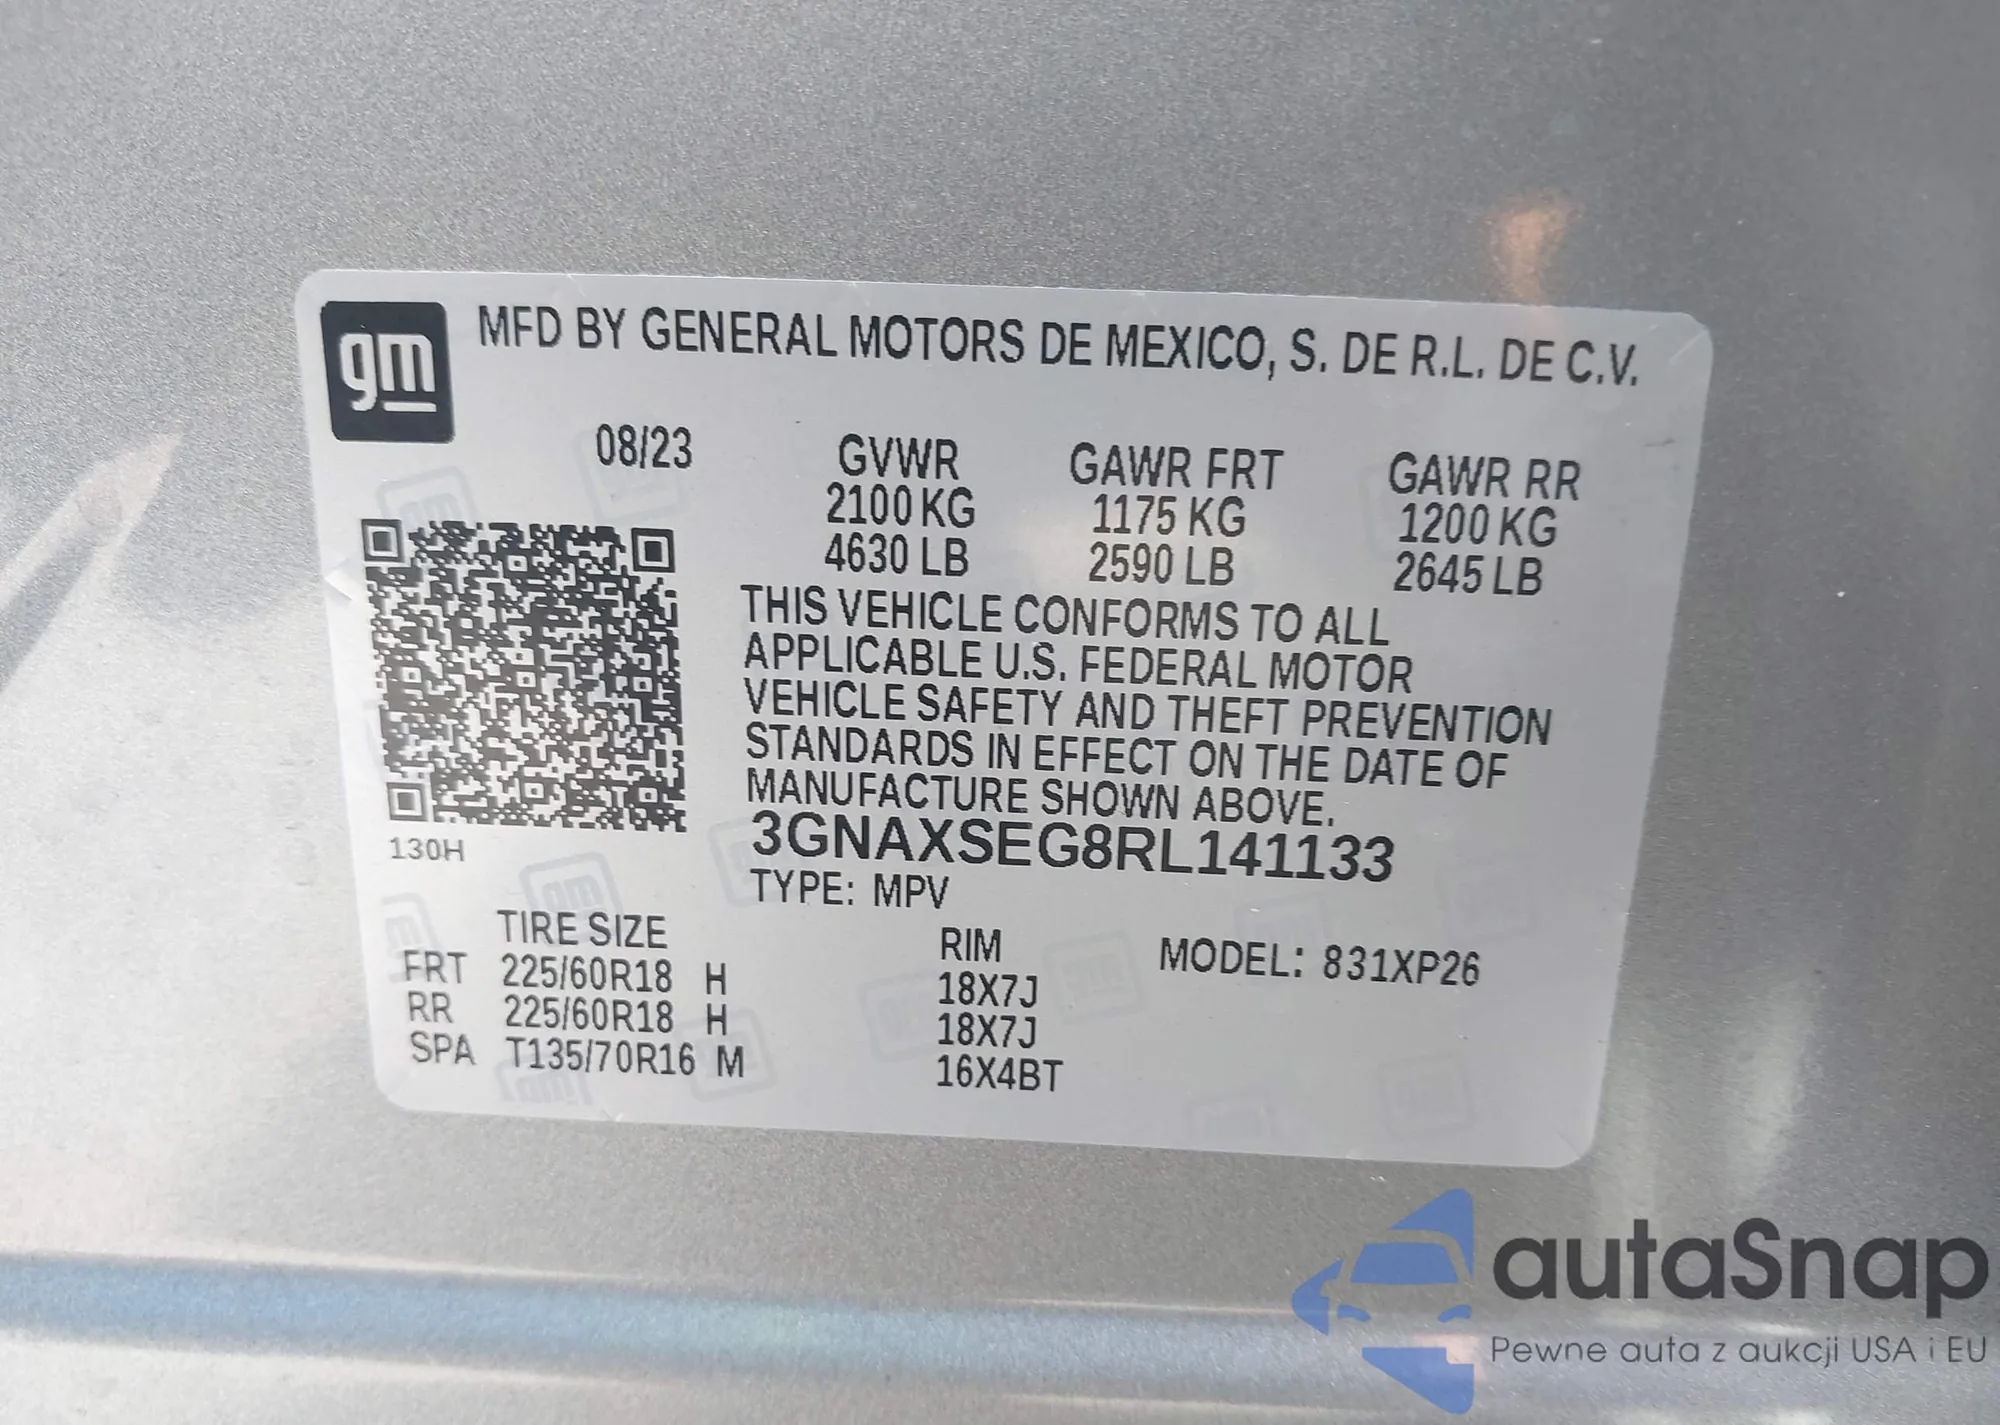 gm
MFD BY GENERAL MOTORS DE MEXICO, S. DE R.L. DE C.V.
08/23 GVWR GAWR FRT GAWR RR
2100 KG 1175 KG 1200 KG
4630 LB 2590 LB 2645 LB
THIS VEHICLE CONFORMS TO ALL
APPLICABLE U.S. FEDERAL MOTOR
VEHICLE SAFETY AND THEFT PREVENTION
STANDARDS IN EFFECT ON THE DATE OF
MANUFACTURE SHOWN ABOVE.
3GNAXSEG8RL141133
130H
TYPE: MPV
TIRE SIZE RIM MODEL: 831XP26
FRT 225/60R18 H 18X7J
RR 225/60R18 H 18X7J
SPA T135/70R16 M 16X4BT
autaSnap
Pewne auta z aukcji USA i EU